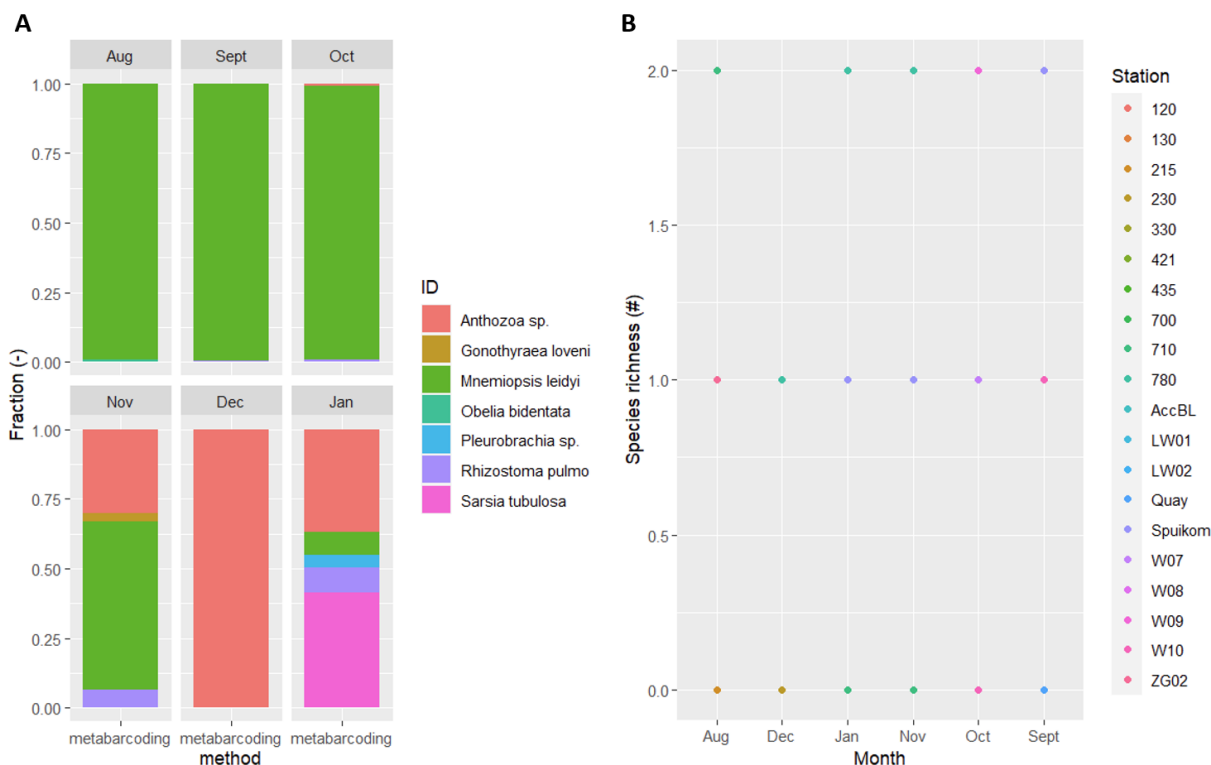 A
Aug
Sept
Oct
1.00
0.75
0.50
0.25
0.00
Nov
Dec
Jan
1.00
0.75
0.50
0.25
0.00
Fraction (-)
metabarcoding
metabarcoding
metabarcoding
method
ID
Anthozoa sp.
Gonothyraea loveni
Mnemiopsis leidyi
Obelia bidentata
Pleurobrachia sp.
Rhizostoma pulmo
Sarsia tubulosa
B
2.0
1.5
1.0
0.5
0.0
Species richness (#)
Aug
Dec
Jan
Nov
Oct
Sept
Month
Station
120
130
215
230
330
421
435
700
710
780
AccBL
LW01
LW02
Quay
Spuikom
W07
W08
W09
W10
ZG02